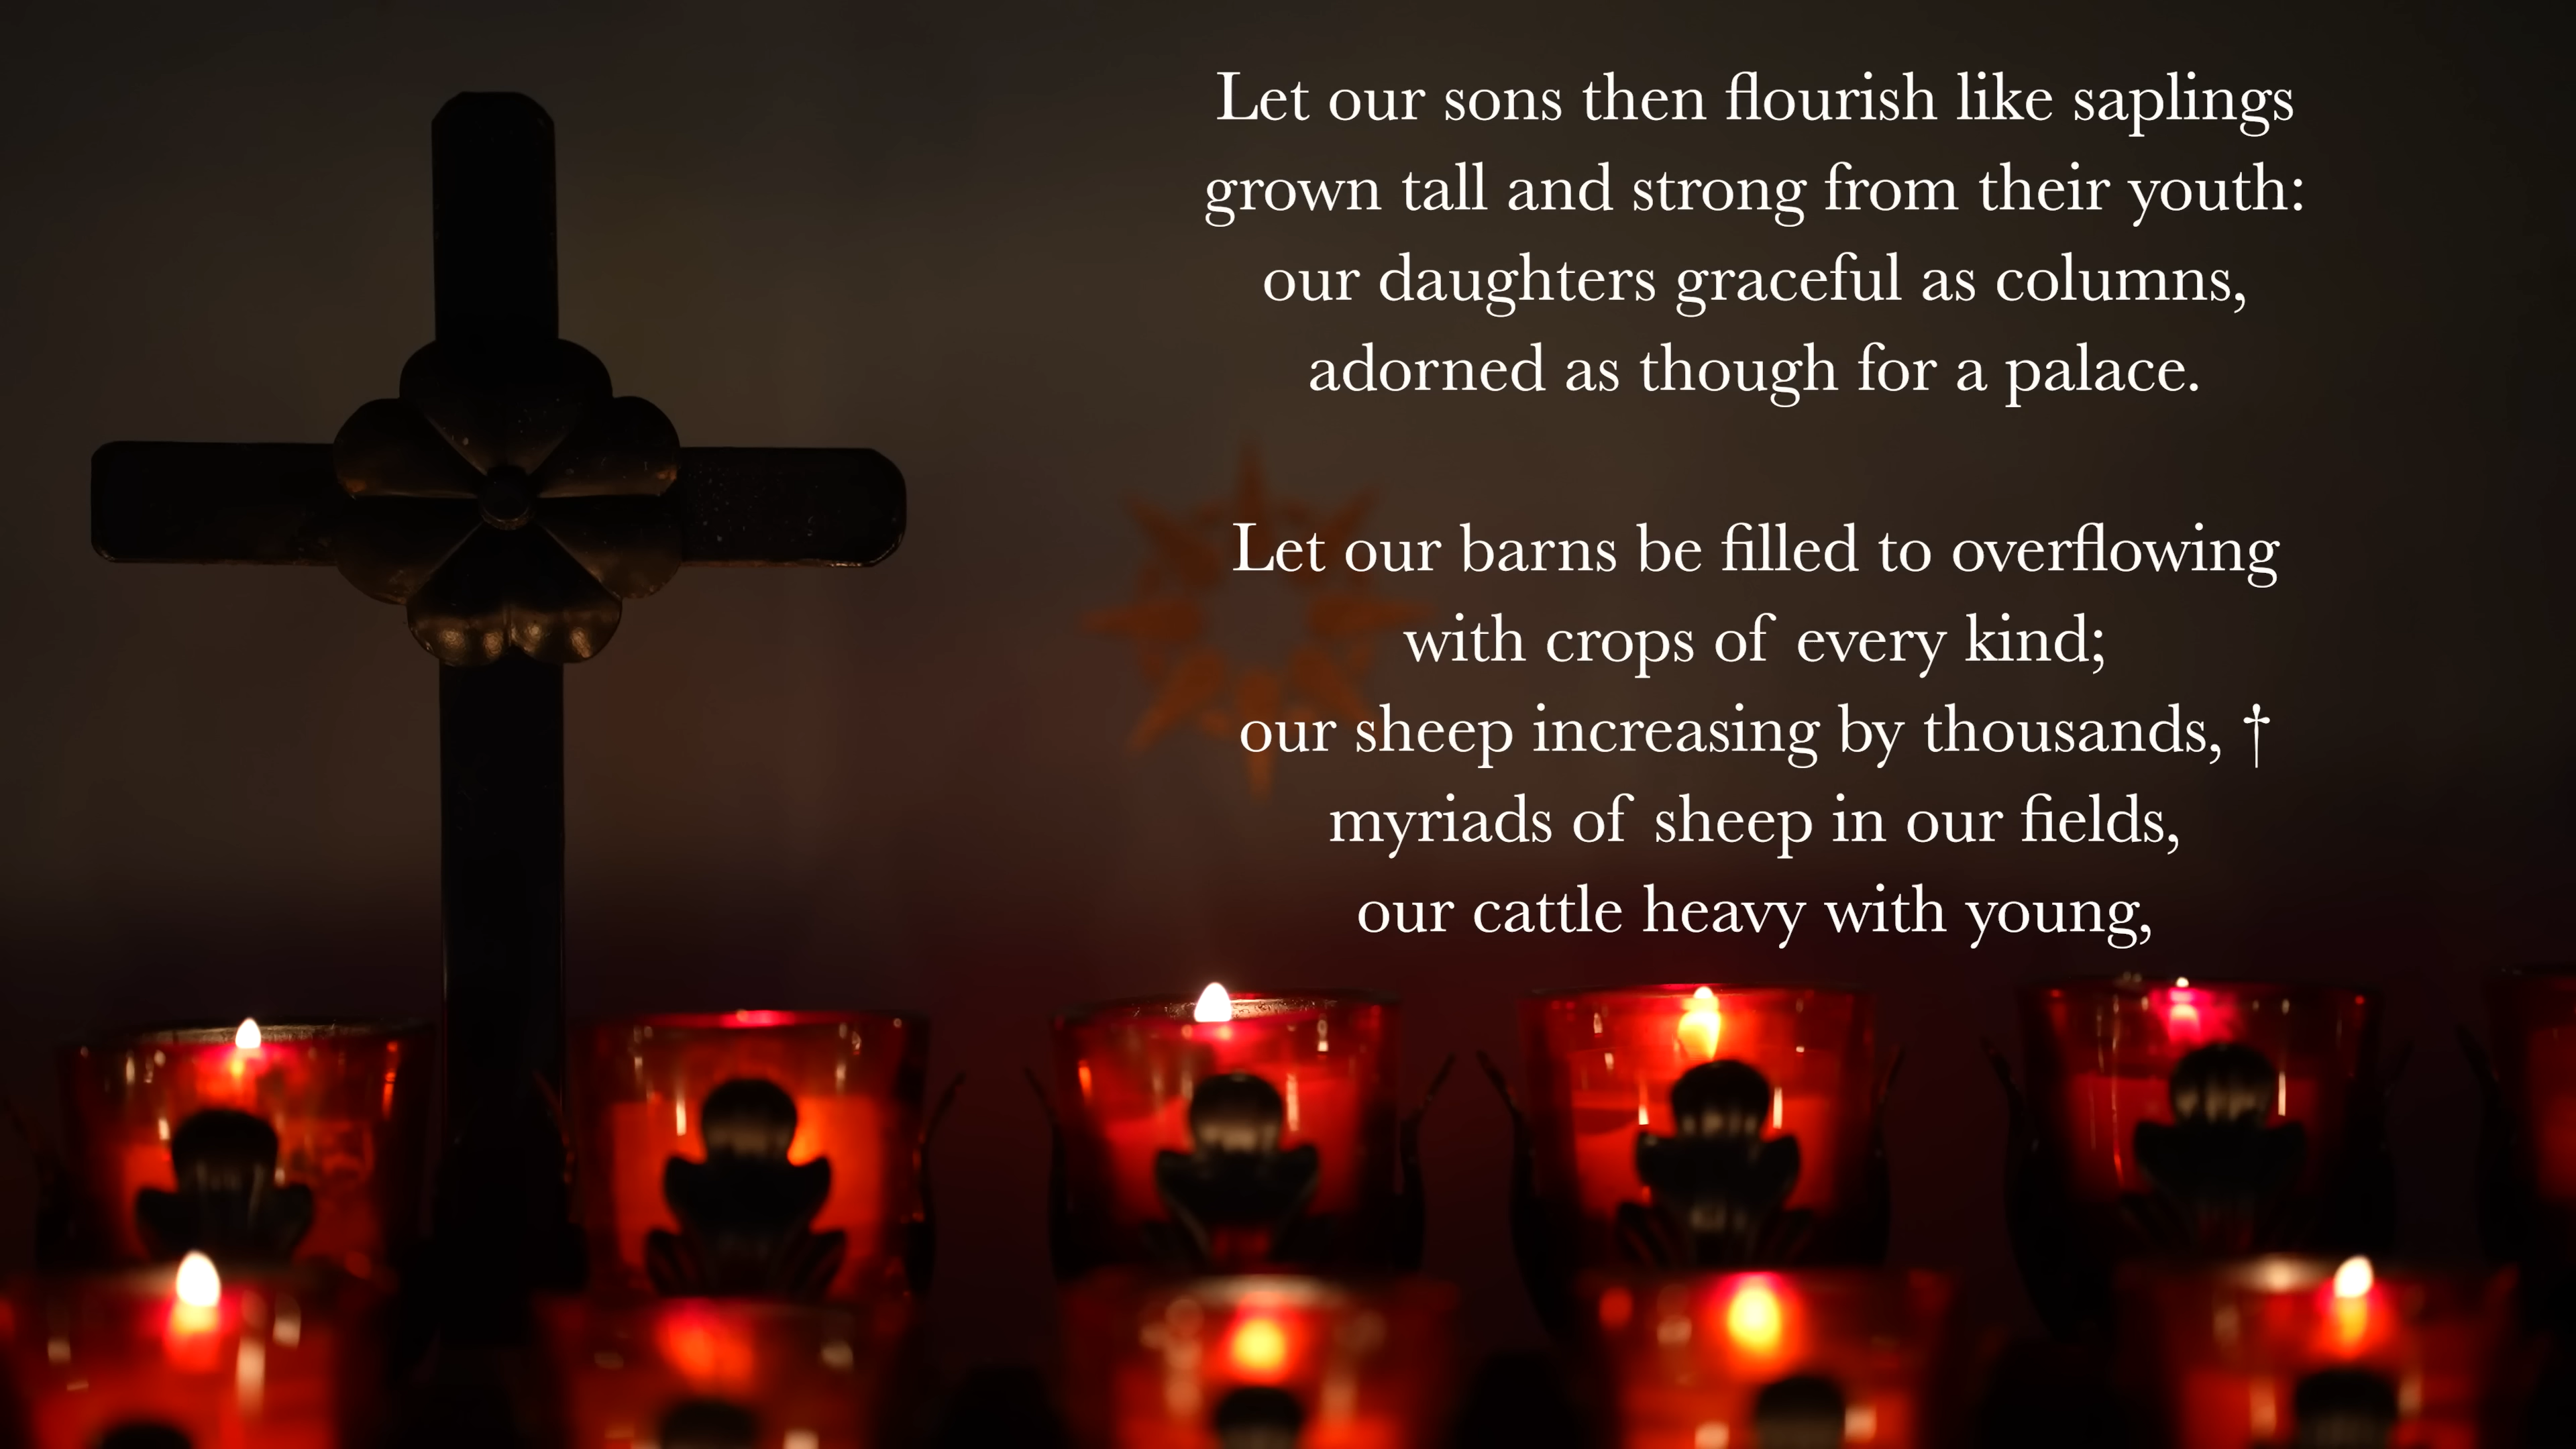 Let our sons then flourish like saplings
grown tall and strong from their youth:
our daughters graceful as columns,
adorned as though for a palace.
Let our barns be filled to overflowing
with crops of every kind;
our sheep increasing by thousands, †
myriads of sheep in our fields,
our cattle heavy with young,